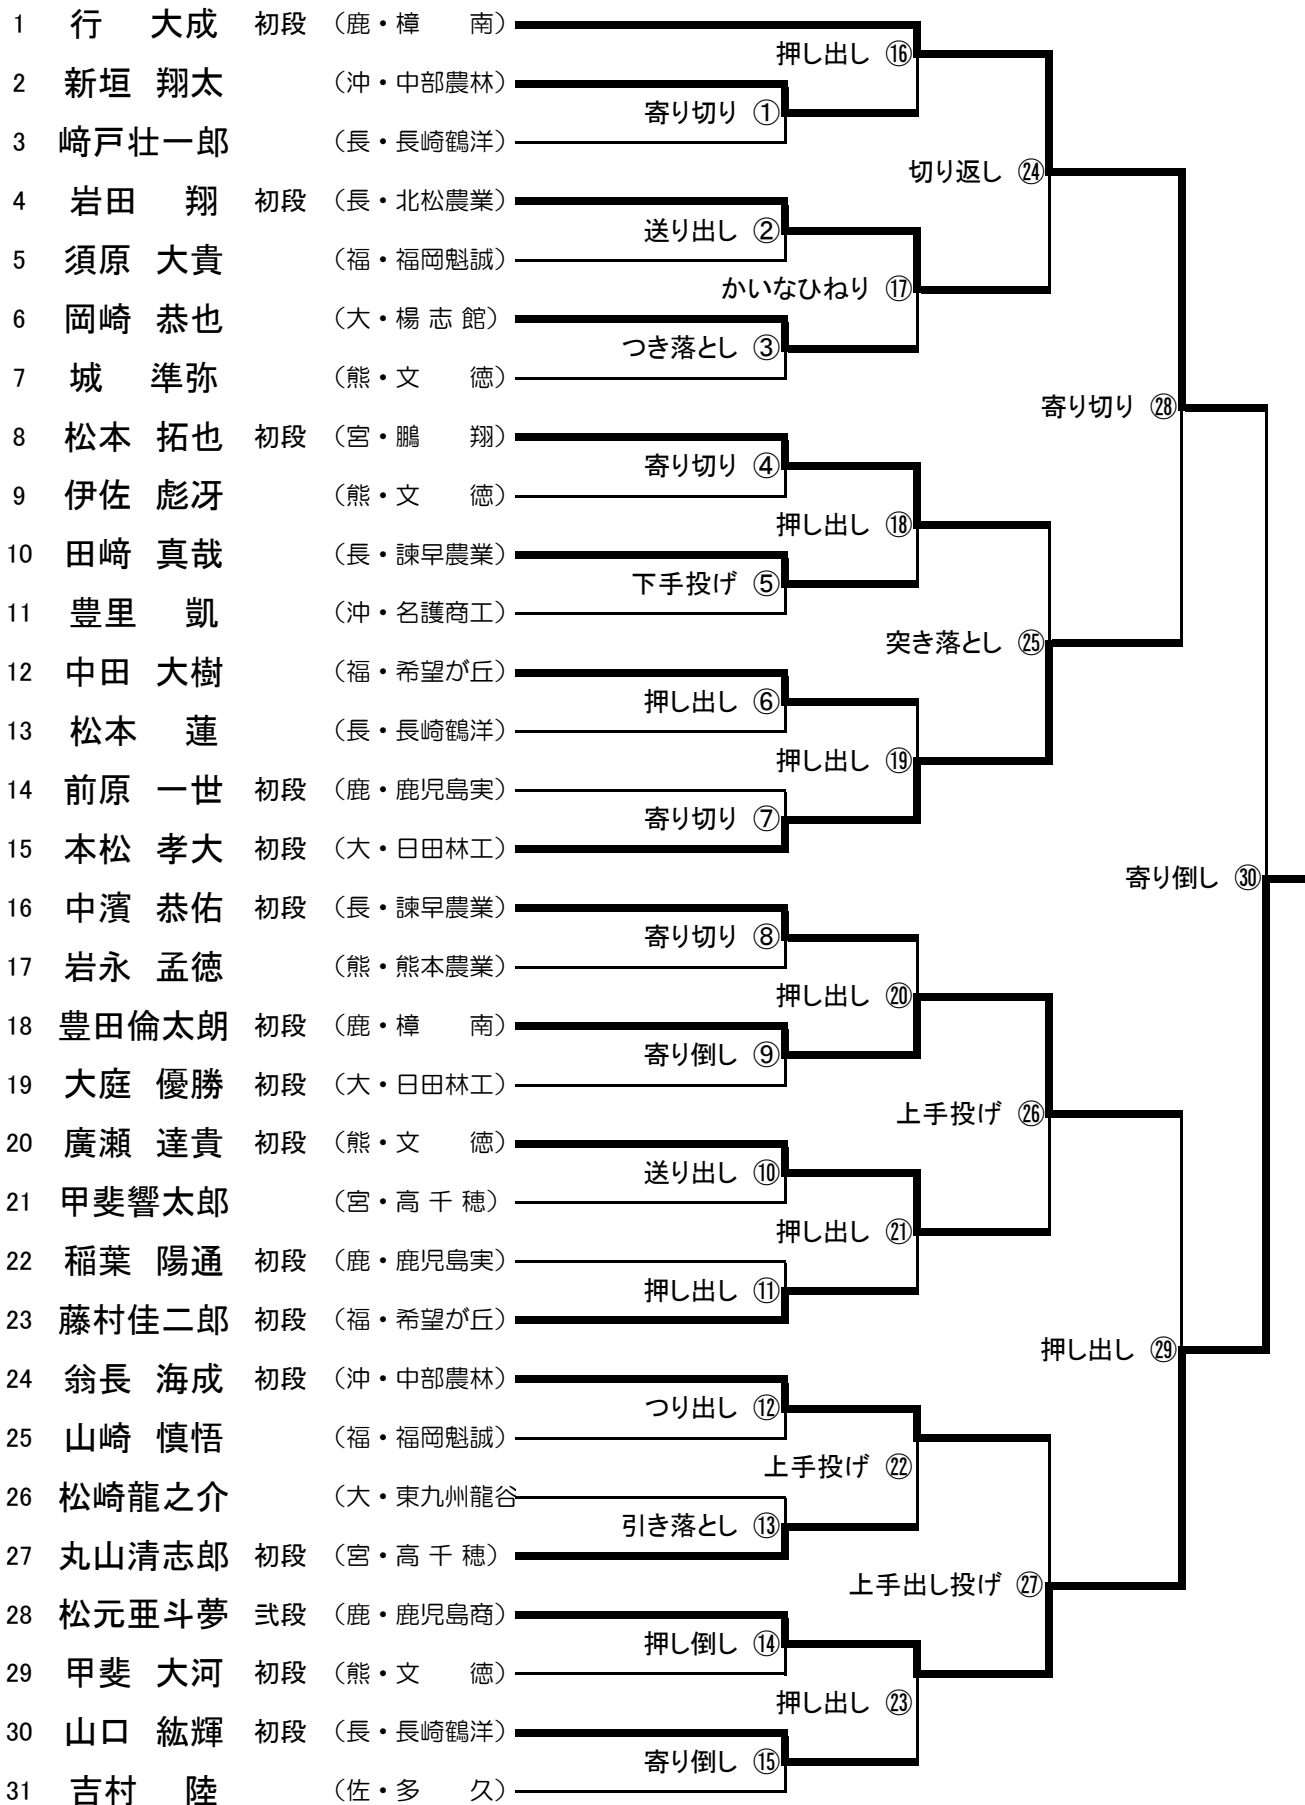 1 行 大成 初段 （鹿・樟 南）
押し出し ⑯
2 新垣 翔太 （沖・中部農林）
寄り切り ①
3 﨑戸壮一郎 （長・長崎鶴洋）
切り返し ㉔
4 岩田 翔 初段 （長・北松農業）
送り出し ②
5 須原 大貴 （福・福岡魁誠）
かいなひねり ⑰
6 岡崎 恭也 （大・楊志館）
つき落とし ③
7 城 準弥 （熊・文 徳）
寄り切り ㉘
8 松本 拓也 初段 （宮・鵬 翔）
寄り切り ④
9 伊佐 彪冴 （熊・文 徳）
押し出し ⑱
10 田﨑 真哉 （長・諫早農業）
下手投げ ⑤
11 豊里 凱 （沖・名護商工）
突き落とし ㉕
12 中田 大樹 （福・希望が丘）
押し出し ⑥
13 松本 蓮 （長・長崎鶴洋）
押し出し ⑲
14 前原 一世 初段 （鹿・鹿児島実）
寄り切り ⑦
15 本松 孝大 初段 （大・日田林工）
寄り倒し ㉚
16 中濱 恭佑 初段 （長・諫早農業）
寄り切り ⑧
17 岩永 孟徳 （熊・熊本農業）
押し出し ⑳
18 豊田倫太朗 初段 （鹿・樟 南）
寄り倒し ⑨
19 大庭 優勝 初段 （大・日田林工）
上手投げ ㉖
20 廣瀬 達貴 初段 （熊・文 徳）
送り出し ⑩
21 甲斐響太郎 （宮・高千穂）
押し出し ㉑
22 稲葉 陽通 初段 （鹿・鹿児島実）
押し出し ⑪
23 藤村佳二郎 初段 （福・希望が丘）
押し出し ㉙
24 翁長 海成 初段 （沖・中部農林）
つり出し ⑫
25 山崎 慎悟 （福・福岡魁誠）
上手投げ ㉒
26 松崎龍之介 （大・東九州龍谷
引き落とし ⑬
27 丸山清志郎 初段 （宮・高千穂）
上手出し投げ ㉗
28 松元亜斗夢 弐段 （鹿・鹿児島商）
押し倒し ⑭
29 甲斐 大河 初段 （熊・文 徳）
押し出し ㉓
30 山口 紘輝 初段 （長・長崎鶴洋）
寄り倒し ⑮
31 吉村 陸 （佐・多 久）